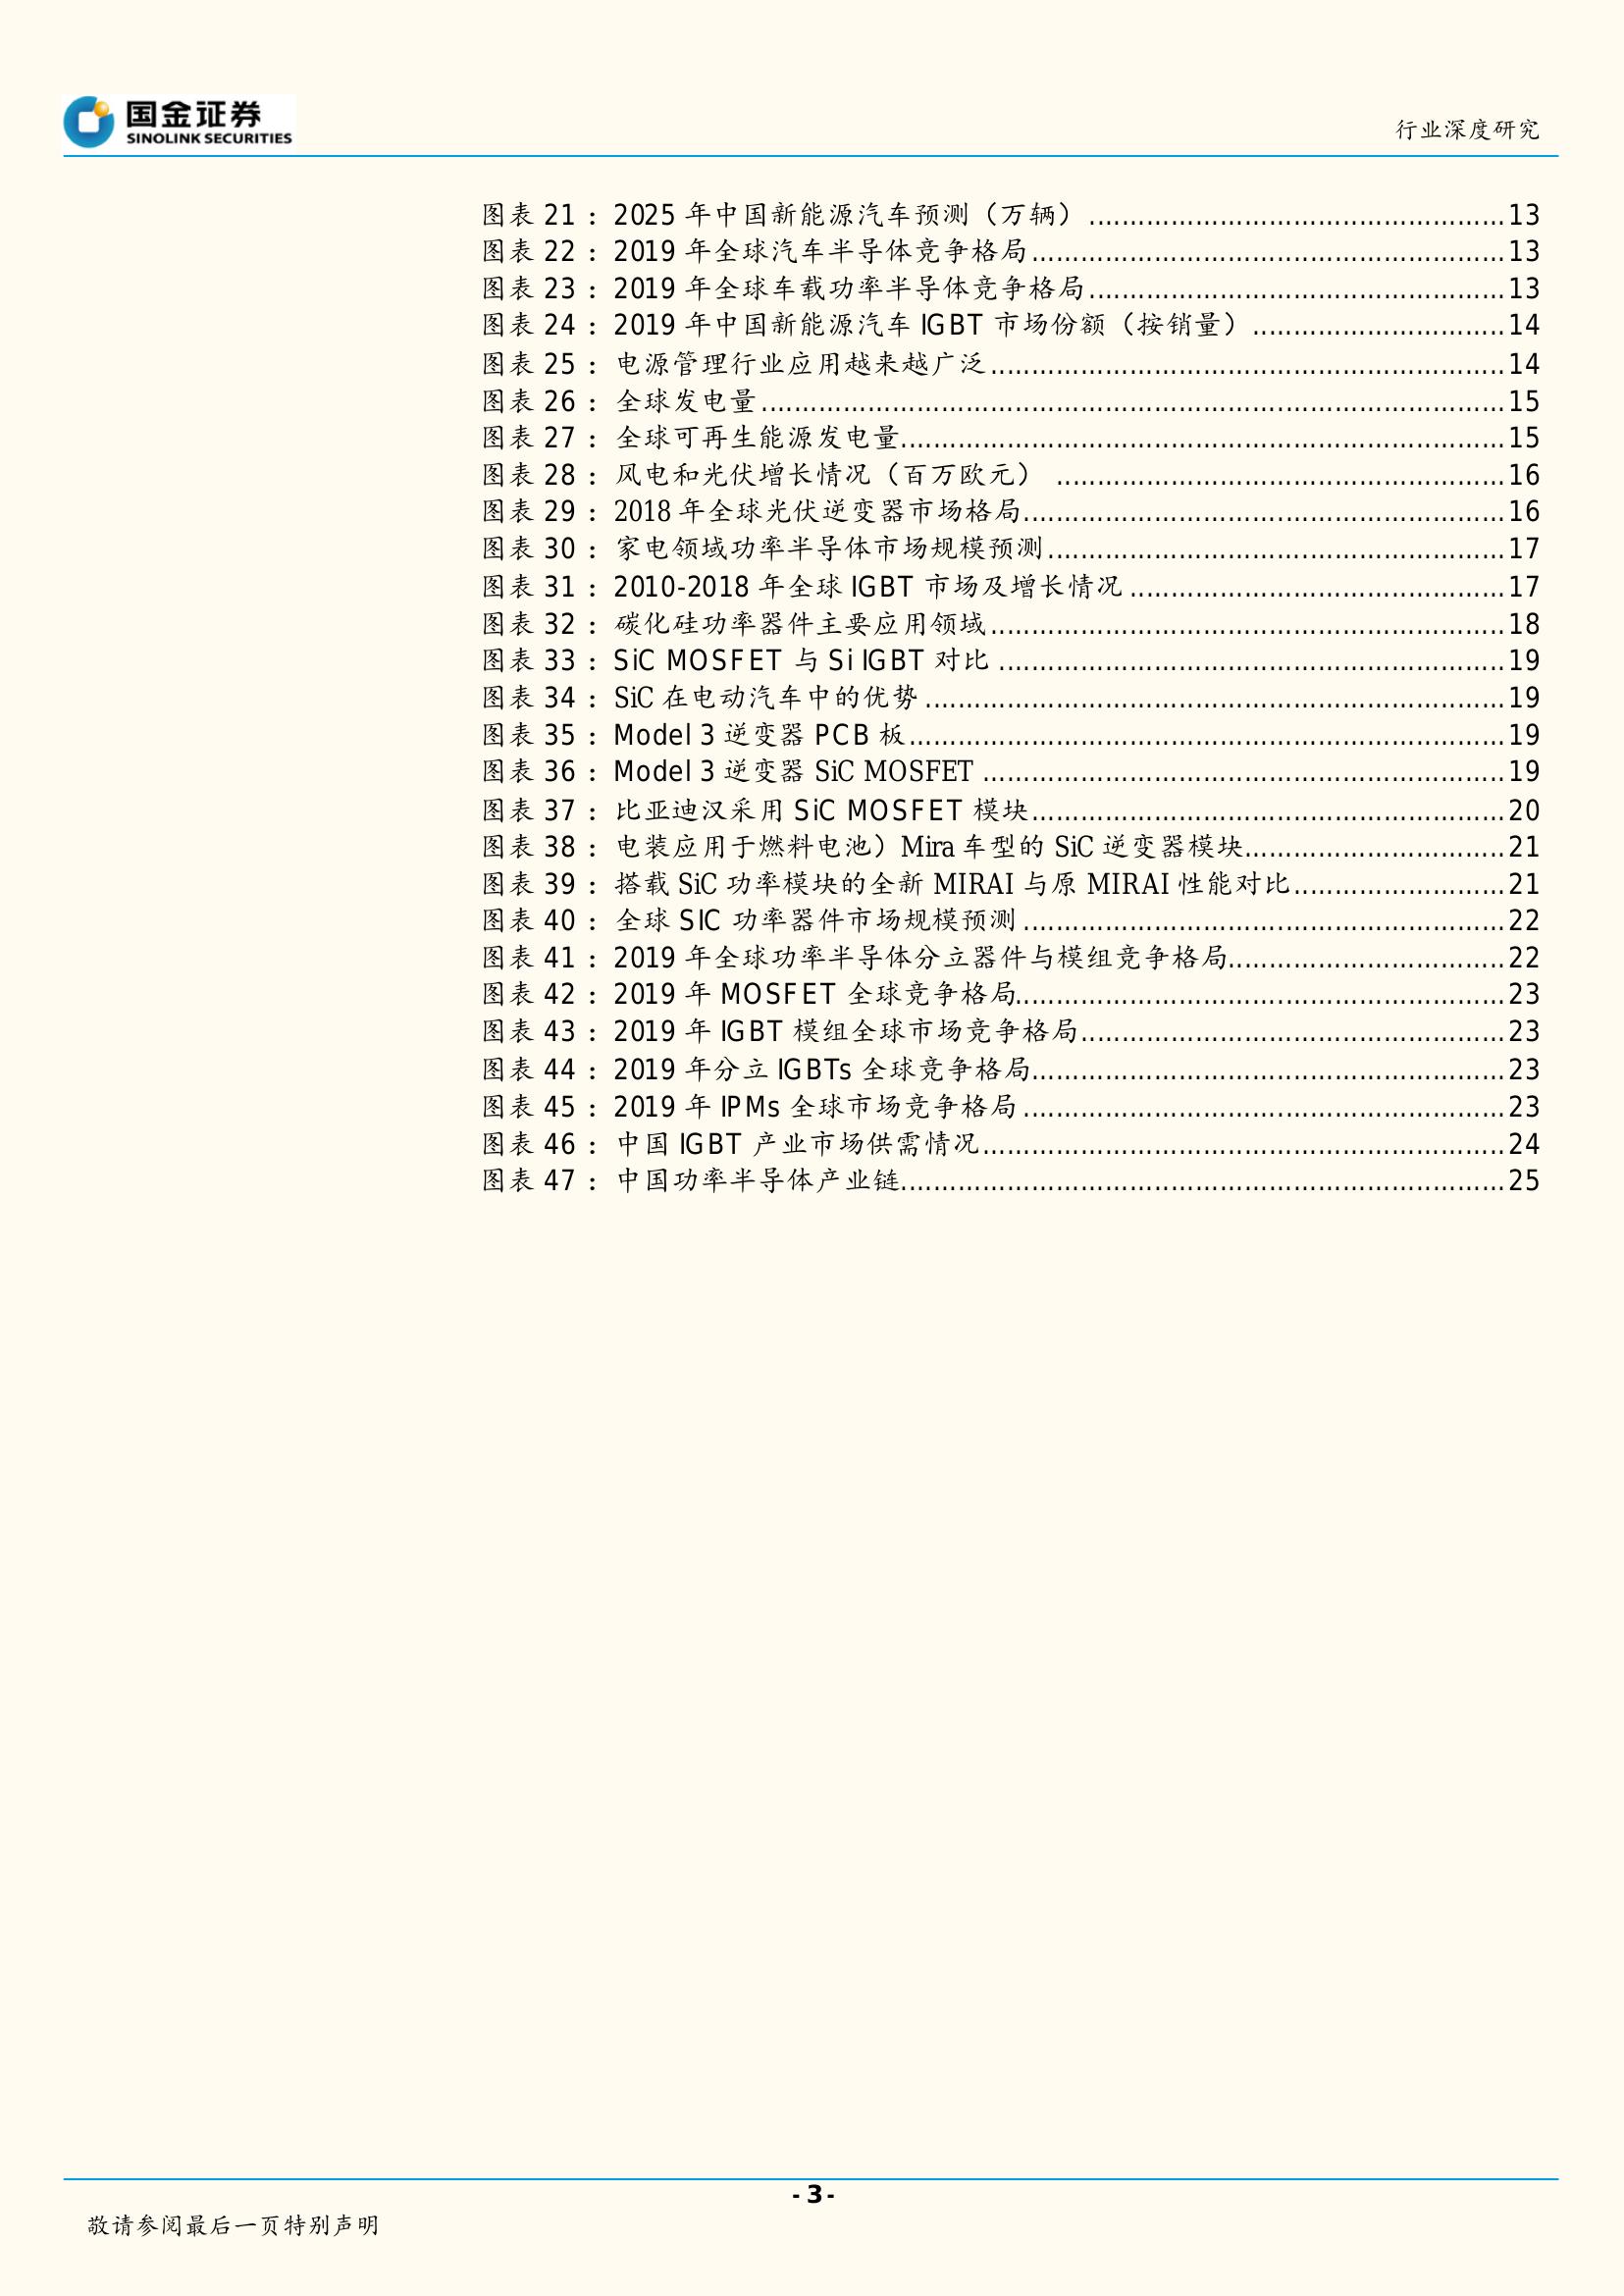 国金证券
SINOLINK SECURITIES
行业深度研究
图表 21：2025 年中国新能源汽车预测（万辆）.....13
图表 22：2019 年全球汽车半导体竞争格局.....13
图表 23：2019 年全球车载功率半导体竞争格局.....13
图表 24：2019 年中国新能源汽车 IGBT 市场份额（按销量）.....14
图表 25：电源管理行业应用越来越广泛.....14
图表 26：全球发电量.....15
图表 27：全球可再生能源发电量.....15
图表 28：风电和光伏增长情况（百万欧元）.....16
图表 29：2018 年全球光伏逆变器市场格局.....16
图表 30：家电领域功率半导体市场规模预测.....17
图表 31：2010-2018 年全球 IGBT 市场及增长情况.....17
图表 32：碳化硅功率器件主要应用领域.....18
图表 33：SiC MOSFET 与 Si IGBT 对比.....19
图表 34：SiC 在电动汽车中的优势.....19
图表 35：Model 3 逆变器 PCB 板.....19
图表 36：Model 3 逆变器 SiC MOSFET.....19
图表 37：比亚迪汉采用 SiC MOSFET 模块.....20
图表 38：电装应用于燃料电池）Mira 车型的 SiC 逆变器模块.....21
图表 39：搭载 SiC 功率模块的全新 MIRAI 与原 MIRAI 性能对比.....21
图表 40：全球 SIC 功率器件市场规模预测.....22
图表 41：2019 年全球功率半导体分立器件与模组竞争格局.....22
图表 42：2019 年 MOSFET 全球竞争格局.....23
图表 43：2019 年 IGBT 模组全球市场竞争格局.....23
图表 44：2019 年分立 IGBTs 全球竞争格局.....23
图表 45：2019 年 IPMs 全球市场竞争格局.....23
图表 46：中国 IGBT 产业市场供需情况.....24
图表 47：中国功率半导体产业链.....25
- 3 -
敬请参阅最后一页特别声明